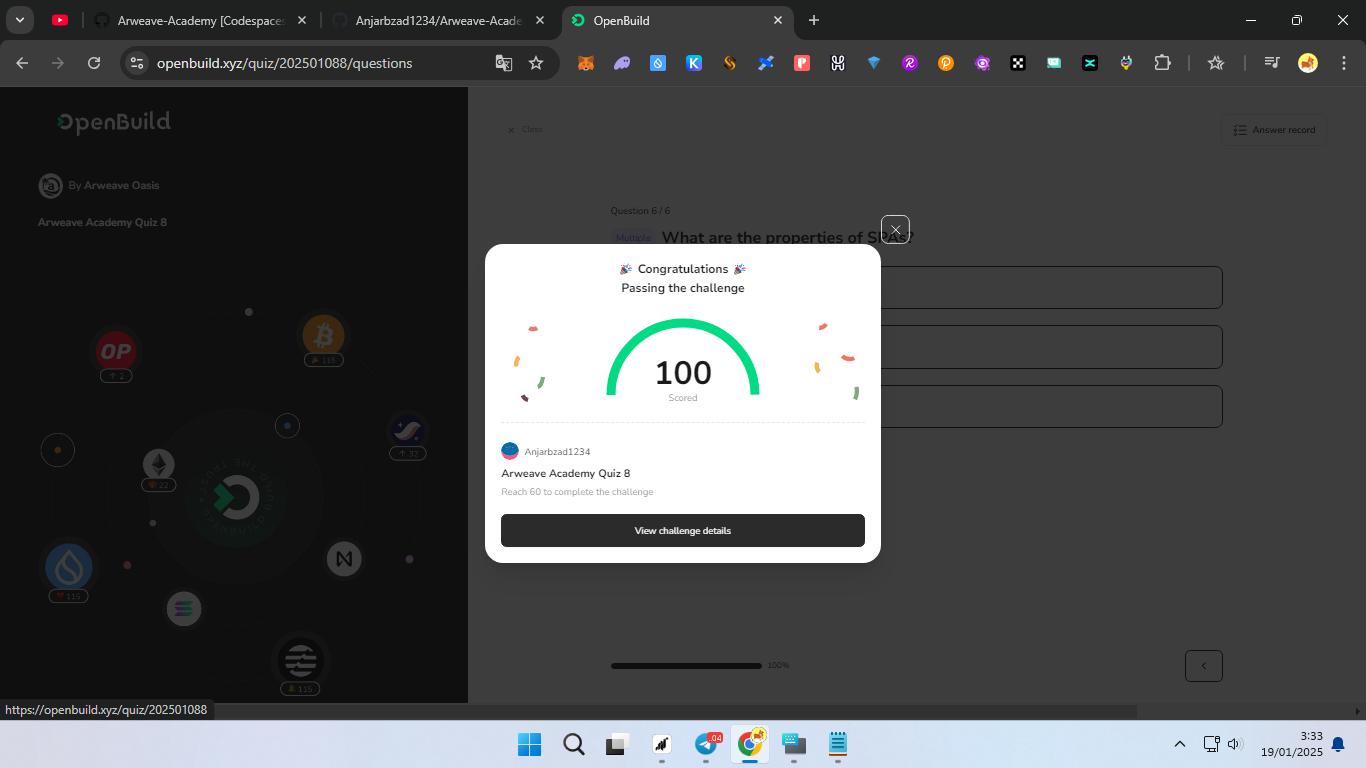 Arweave-Academy [Codespaces
Anjarbzad1234/Arweave-Acade
OpenBuild
openbuild.xyz/quiz/202501088/questions
OpenBuild
Class
Answer record
By Arweave Oasis
Arweave Academy Quiz 8
Question 6 / 6
Multiple
What are the properties of SPAs?
🎉 Congratulations 🎉
Passing the challenge
100
Scored
Anjarbzad1234
Arweave Academy Quiz 8
Reach 60 to complete the challenge
View challenge details
OP
2
115
32
22
115
115
100%
https://openbuild.xyz/quiz/202501088
04
3:33
19/01/2025